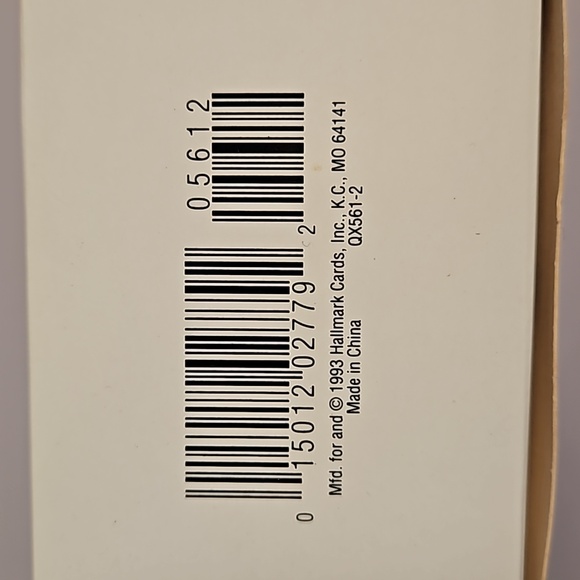 05612
0 15012 02779 2
Mfd. for and © 1993 Hallmark Cards, Inc., K.C., MO 64141
Made in China QX561-2